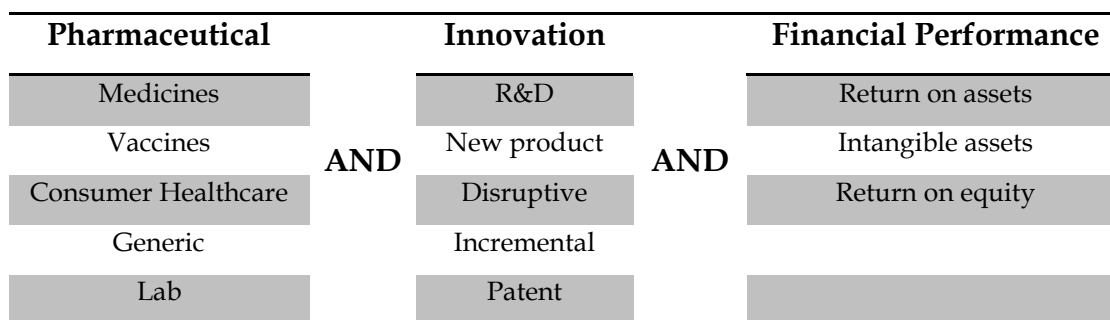 Pharmaceutical Innovation Financial Performance
Medicines R&D Return on assets
Vaccines New product Intangible assets
AND AND
Consumer Healthcare Disruptive Return on equity
Generic Incremental
Lab Patent